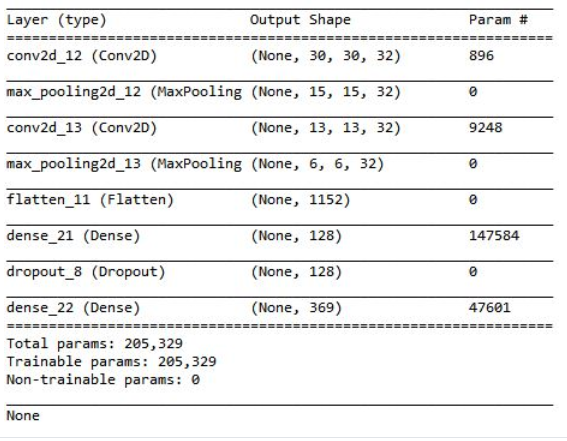 Layer (type) Output Shape Param #
conv2d_12 (Conv2D) (None, 30, 30, 32) 896
max_pooling2d_12 (MaxPooling (None, 15, 15, 32) 0
conv2d_13 (Conv2D) (None, 13, 13, 32) 9248
max_pooling2d_13 (MaxPooling (None, 6, 6, 32) 0
flatten_11 (Flatten) (None, 1152) 0
dense_21 (Dense) (None, 128) 147584
dropout_8 (Dropout) (None, 128) 0
dense_22 (Dense) (None, 369) 47601
Total params: 205,329
Trainable params: 205,329
Non-trainable params: 0
None